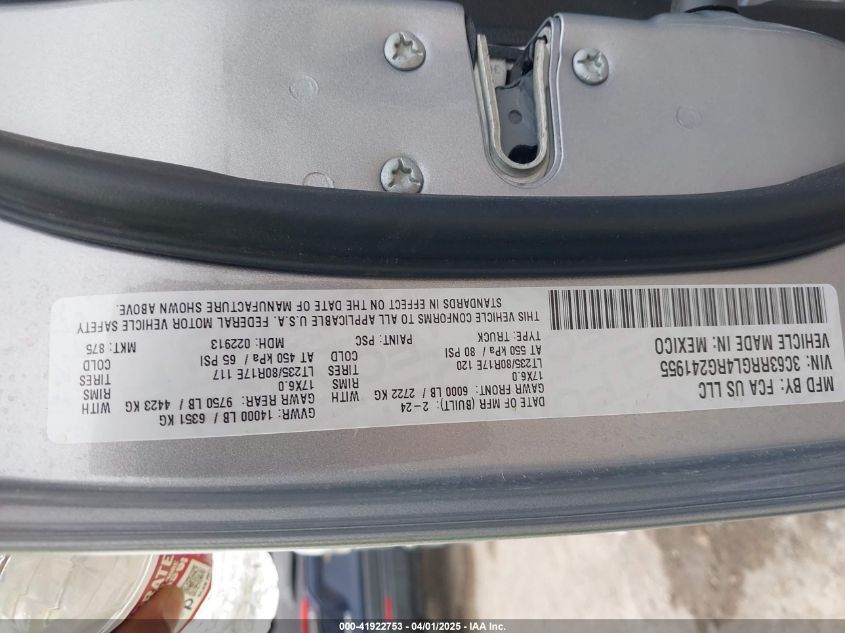 MFD BY: FCA US LLC
VIN: 3C63RRGL4RG241955
VEHICLE MADE IN: MEXICO
DATE OF MFR (BUILT): 2-24 GVWR: 14000 LB / 6351 KG
GAWR FRONT: 6000 LB / 2722 KG WITH GAWR REAR: 9750 LB / 4423 KG WITH
17X6.0 RIMS 17X6.0 RIMS
LT235/80R17E 120 TIRES LT235/80R17E 117 TIRES
AT 550 kPa / 80 PSI COLD AT 450 kPa / 65 PSI COLD
TYPE: TRUCK PAINT: PSC MDH: 022913 MKT: 875
THIS VEHICLE CONFORMS TO ALL APPLICABLE U.S.A. FEDERAL MOTOR VEHICLE SAFETY
STANDARDS IN EFFECT ON THE DATE OF MANUFACTURE SHOWN ABOVE.
000-41922753 - 04/01/2025 - IAA Inc.